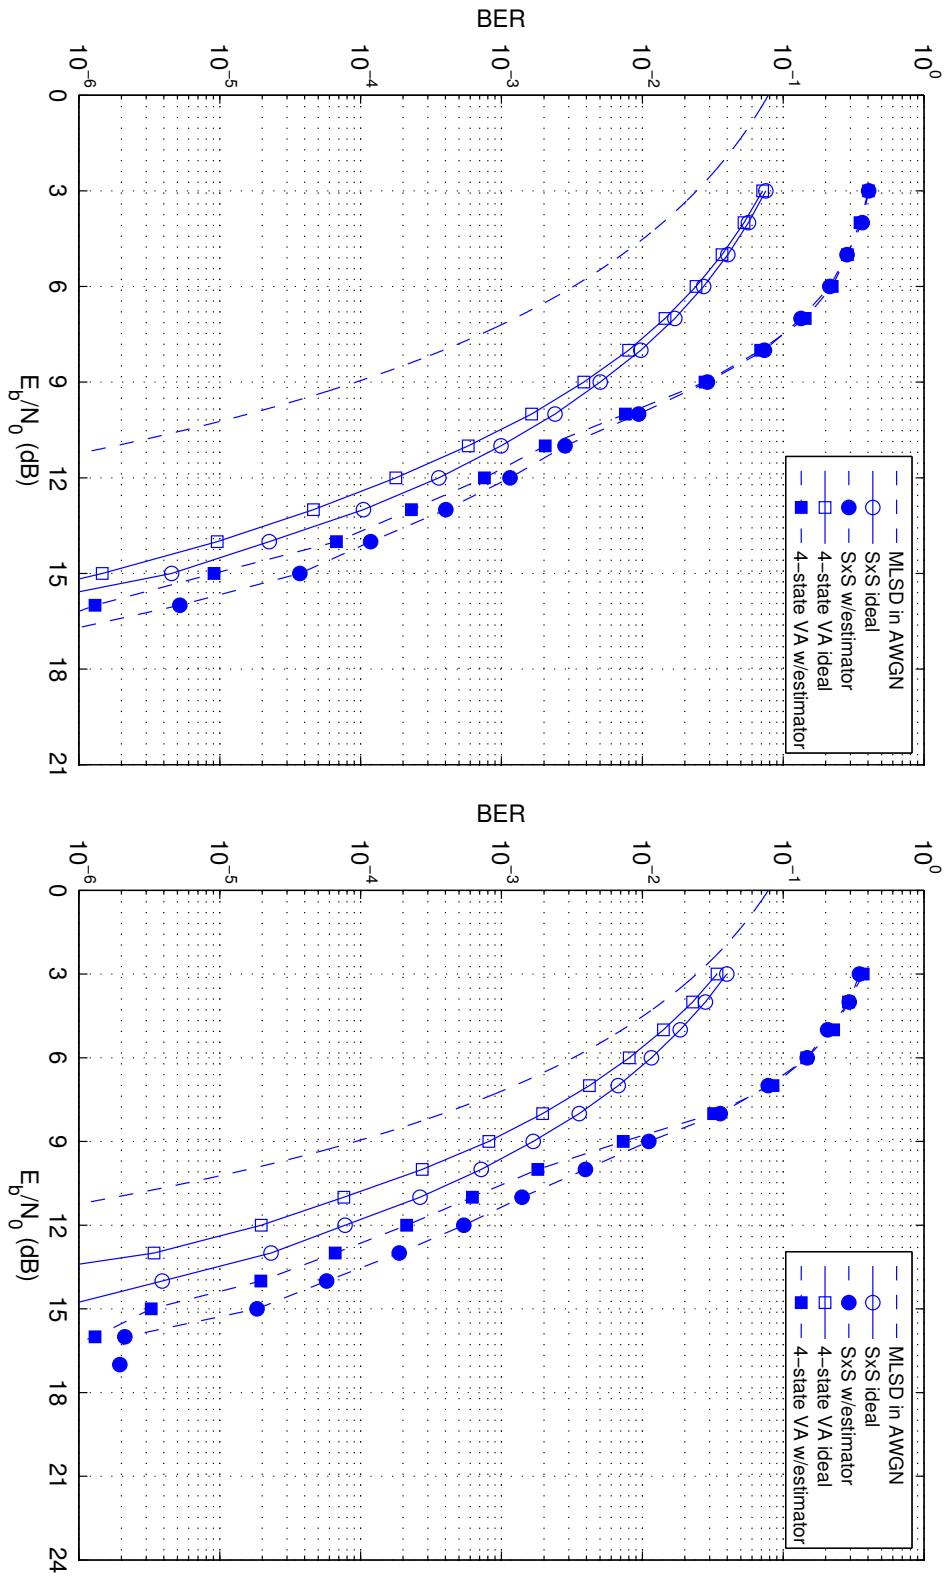 BER
10⁻⁶ 10⁻⁵ 10⁻⁴ 10⁻³ 10⁻² 10⁻¹ 10⁰
0 3 6 9 12 15 18 21
E_b/N_0 (dB)
MLSD in AWGN
SxS ideal
SxS w/estimator
4−state VA ideal
4−state VA w/estimator
BER
10⁻⁶ 10⁻⁵ 10⁻⁴ 10⁻³ 10⁻² 10⁻¹ 10⁰
0 3 6 9 12 15 18 21 24
E_b/N_0 (dB)
MLSD in AWGN
SxS ideal
SxS w/estimator
4−state VA ideal
4−state VA w/estimator